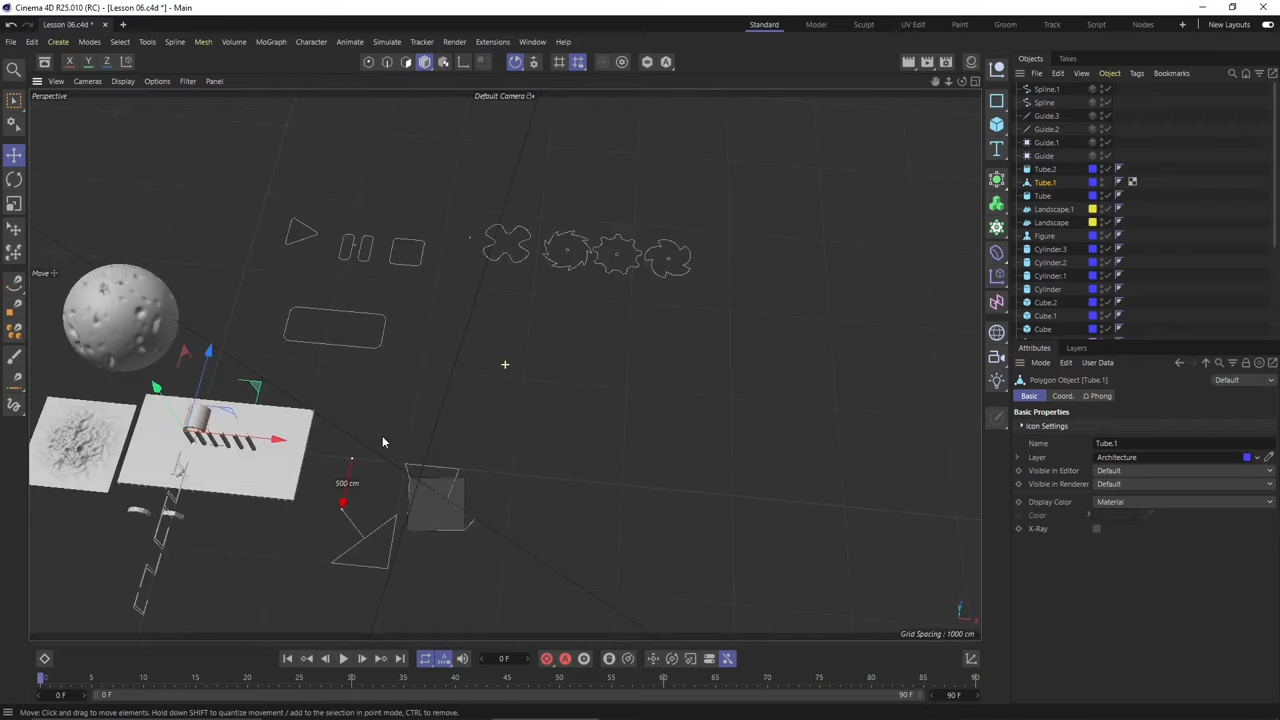 Cinema 4D R25.010 (RC) - [Lesson 06.c4d *] - Main
Lesson 06.c4d *
Standard Model Sculpt UV Edit Paint Groom Track Script Nodes New Layouts
File Edit Create Modes Select Tools Spline Mesh Volume MoGraph Character Animate Simulate Tracker Render Extensions Window Help
X Y Z
Objects Takes
File Edit View Object Tags Bookmarks
View Cameras Display Options Filter Panel
Perspective
Default Camera
Spline.1
Spline
Guide.3
Guide.2
Guide.1
Guide
Tube.2
Tube.1
Tube
Landscape.1
Landscape
Figure
Cylinder.3
Cylinder.2
Cylinder.1
Cylinder
Cube.2
Cube.1
Cube
Move
500 cm
Attributes Layers
Mode Edit User Data
Polygon Object [Tube.1]
Default
Basic Coord. Phong
Basic Properties
Icon Settings
Name Tube.1
Layer Architecture
Visible in Editor Default
Visible in Renderer Default
Display Color Material
Color
X-Ray
Grid Spacing : 1000 cm
0 F
0 5 10 15 20 25 30 35 40 45 50 55 60 65 70 75 80 85 90
0 F 0 F 90 F 90 F
Move: Click and drag to move elements. Hold down SHIFT to quantize movement / add to the selection in point mode, CTRL to remove.